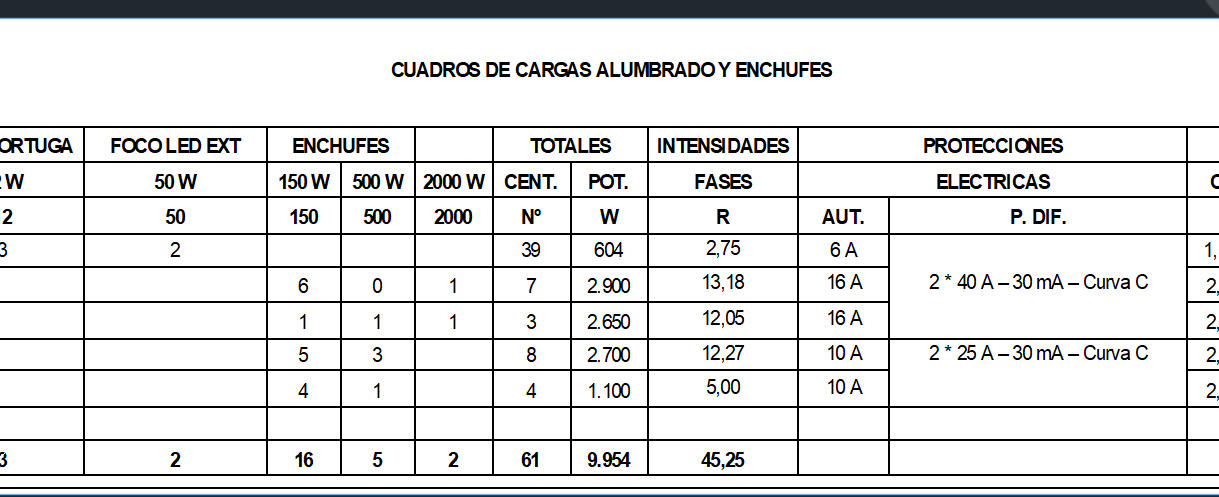 CUADROS DE CARGAS ALUMBRADO Y ENCHUFES
ORTUGA FOCO LED EXT ENCHUFES TOTALES INTENSIDADES PROTECCIONES
W 50 W 150 W 500 W 2000 W CENT. POT. FASES ELECTRICAS
2 50 150 500 2000 Nº W R AUT. P. DIF.
3 2 39 604 2,75 6 A 1,
6 0 1 7 2.900 13,18 16 A 2 * 40 A – 30 mA – Curva C 2,
1 1 1 3 2.650 12,05 16 A 2,
5 3 8 2.700 12,27 10 A 2 * 25 A – 30 mA – Curva C 2,
4 1 4 1.100 5,00 10 A 2,
3 2 16 5 2 61 9.954 45,25